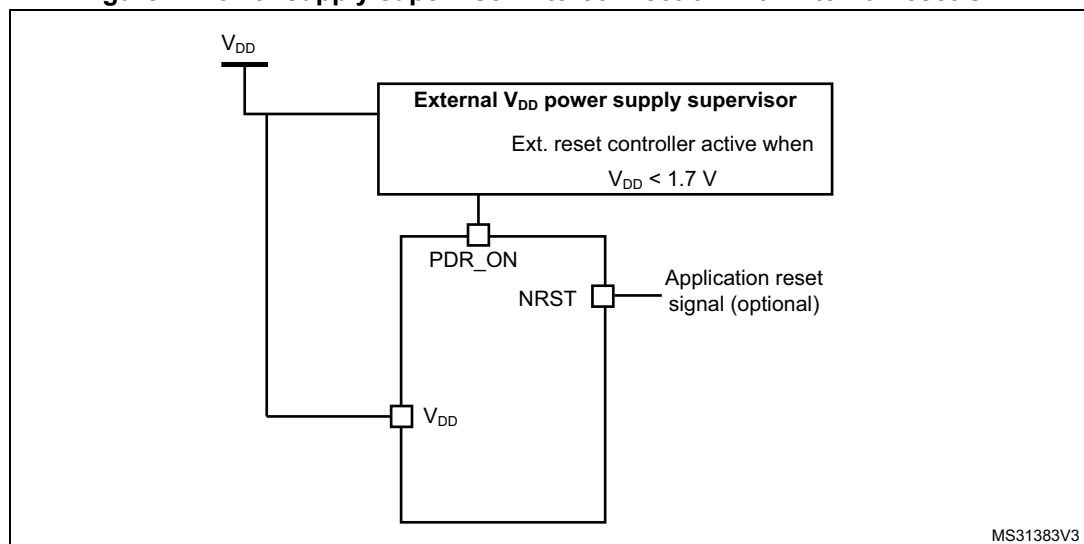 V_DD
External V_DD power supply supervisor
Ext. reset controller active when
V_DD < 1.7 V
PDR_ON
NRST
Application reset
signal (optional)
V_DD
MS31383V3